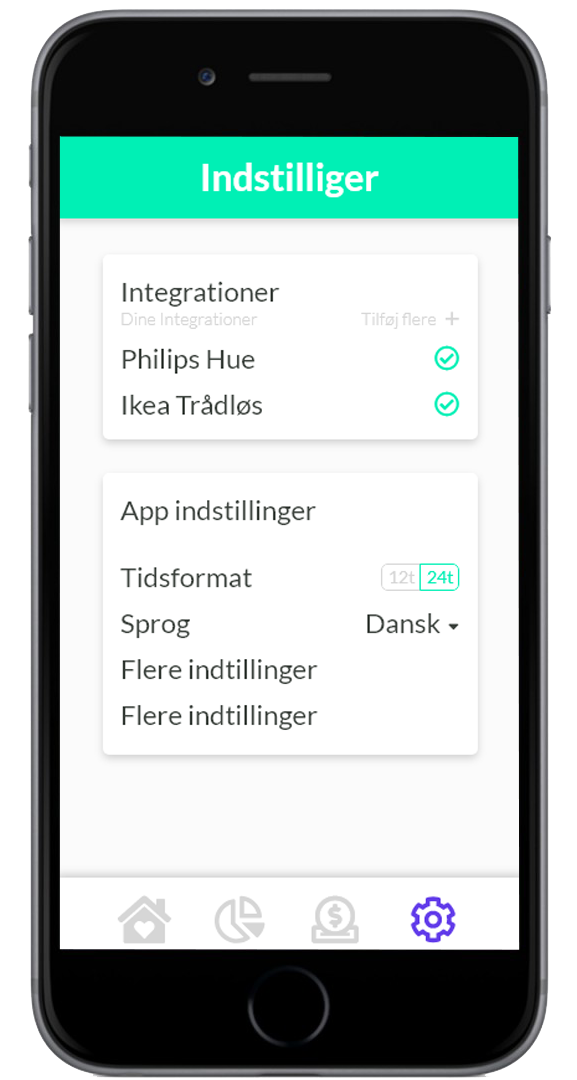 Indstilliger
Integrationer
Dine Integrationer Tilføj flere +
Philips Hue
Ikea Trådløs
App indstillinger
Tidsformat 12t 24t
Sprog Dansk
Flere indtillinger
Flere indtillinger
$